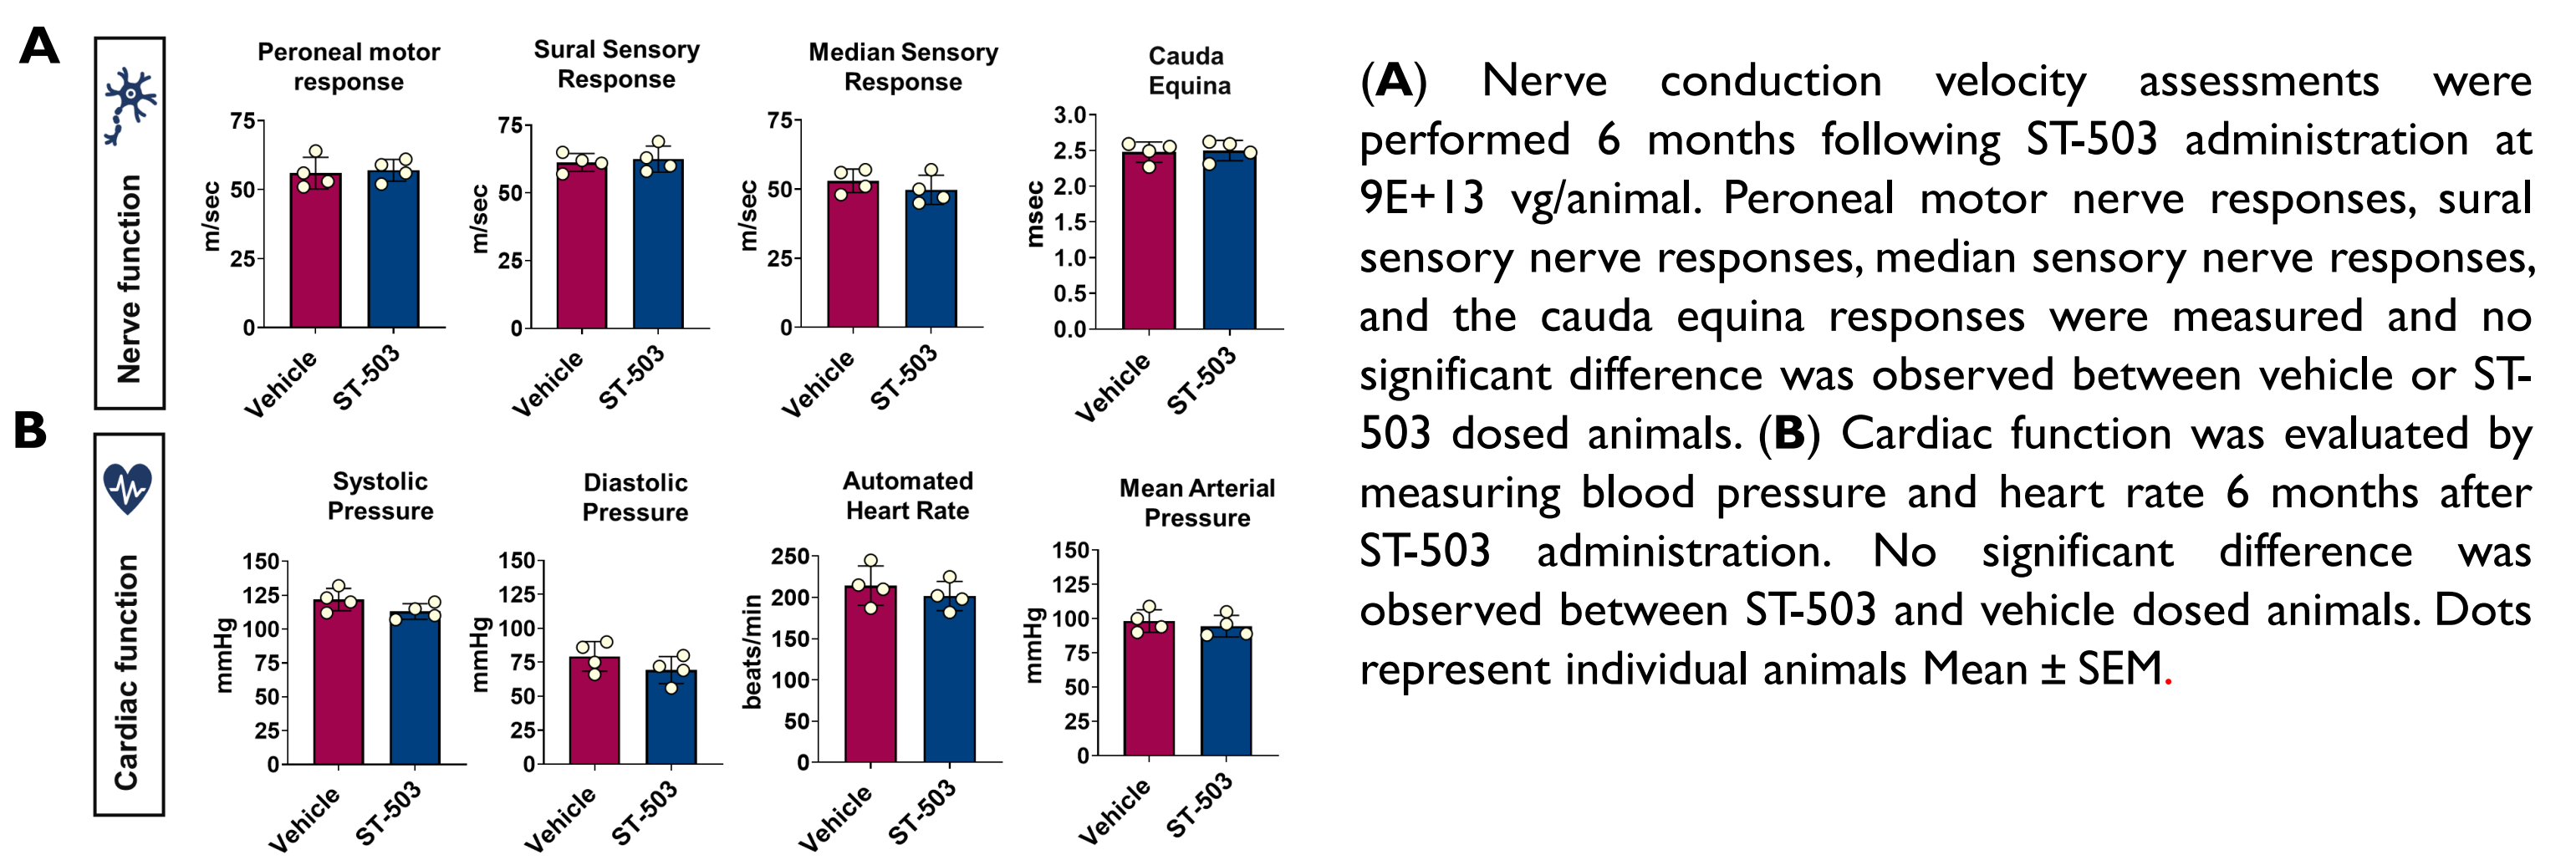 A
Nerve function
Peroneal motor
response
75
50
25
0
m/sec
Vehicle
ST-503
Sural Sensory
Response
75
50
25
0
m/sec
Vehicle
ST-503
Median Sensory
Response
75
50
25
0
m/sec
Vehicle
ST-503
Cauda
Equina
3.0
2.5
2.0
1.5
1.0
0.5
0.0
msec
Vehicle
ST-503
B
Cardiac function
Systolic
Pressure
150
125
100
75
50
25
0
mmHg
Vehicle
ST-503
Diastolic
Pressure
150
125
100
75
50
25
0
mmHg
Vehicle
ST-503
Automated
Heart Rate
250
200
150
100
50
0
beats/min
Vehicle
ST-503
Mean Arterial
Pressure
150
125
100
75
50
25
0
mmHg
Vehicle
ST-503
(A) Nerve conduction velocity assessments were
performed 6 months following ST-503 administration at
9E+13 vg/animal. Peroneal motor nerve responses, sural
sensory nerve responses, median sensory nerve responses,
and the cauda equina responses were measured and no
significant difference was observed between vehicle or ST-
503 dosed animals. (B) Cardiac function was evaluated by
measuring blood pressure and heart rate 6 months after
ST-503 administration. No significant difference was
observed between ST-503 and vehicle dosed animals. Dots
represent individual animals Mean ± SEM.